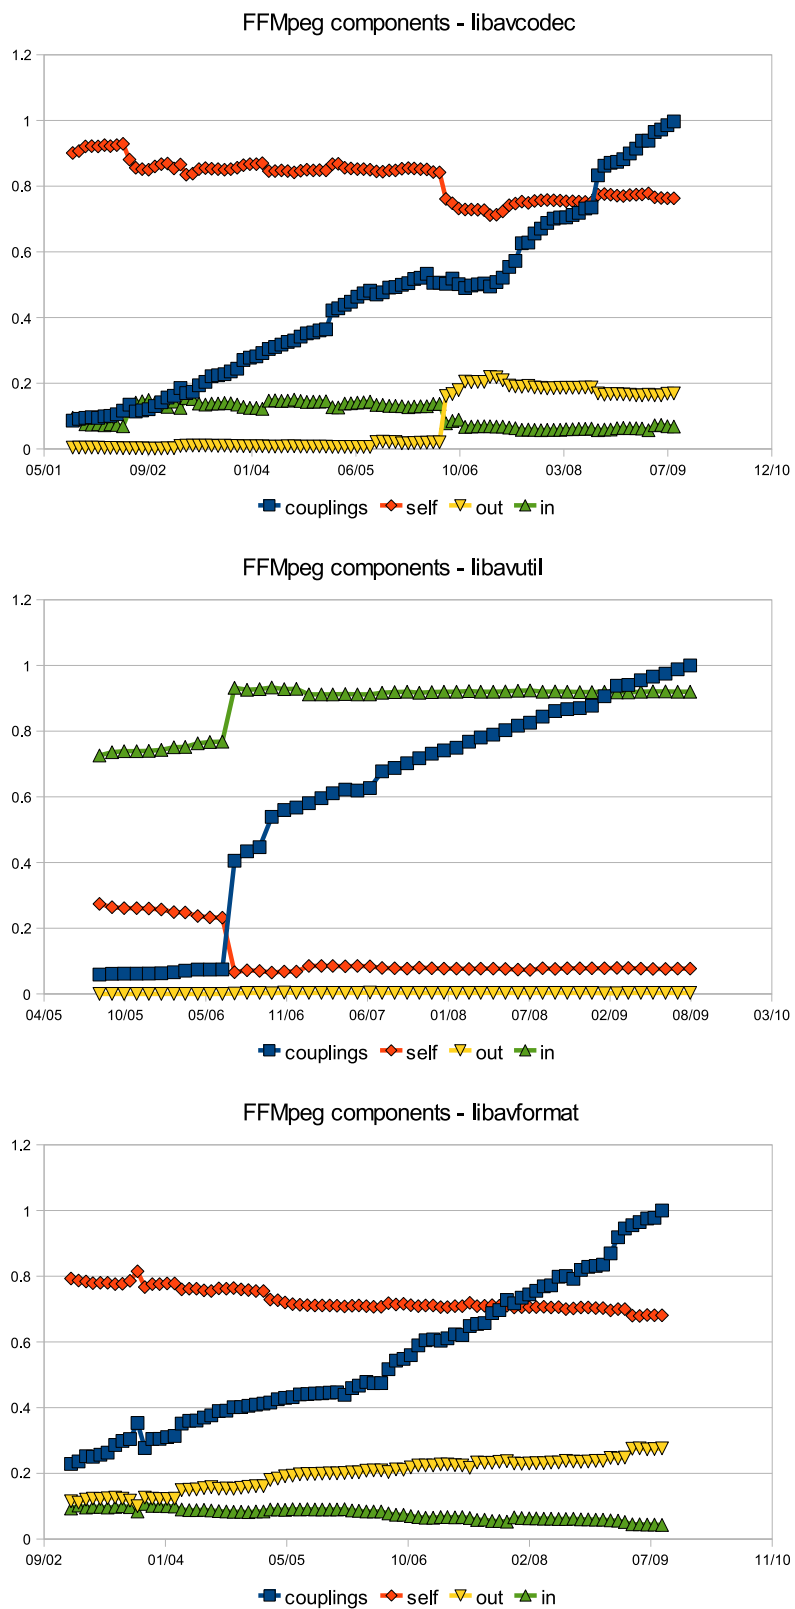 FFMpeg components - libavcodec
1.2
1
0.8
0.6
0.4
0.2
0
05/01 09/02 01/04 06/05 10/06 03/08 07/09 12/10
couplings self out in
FFMpeg components - libavutil
1.2
1
0.8
0.6
0.4
0.2
0
04/05 10/05 05/06 11/06 06/07 01/08 07/08 02/09 08/09 03/10
couplings self out in
FFMpeg components - libavformat
1.2
1
0.8
0.6
0.4
0.2
0
09/02 01/04 05/05 10/06 02/08 07/09 11/10
couplings self out in